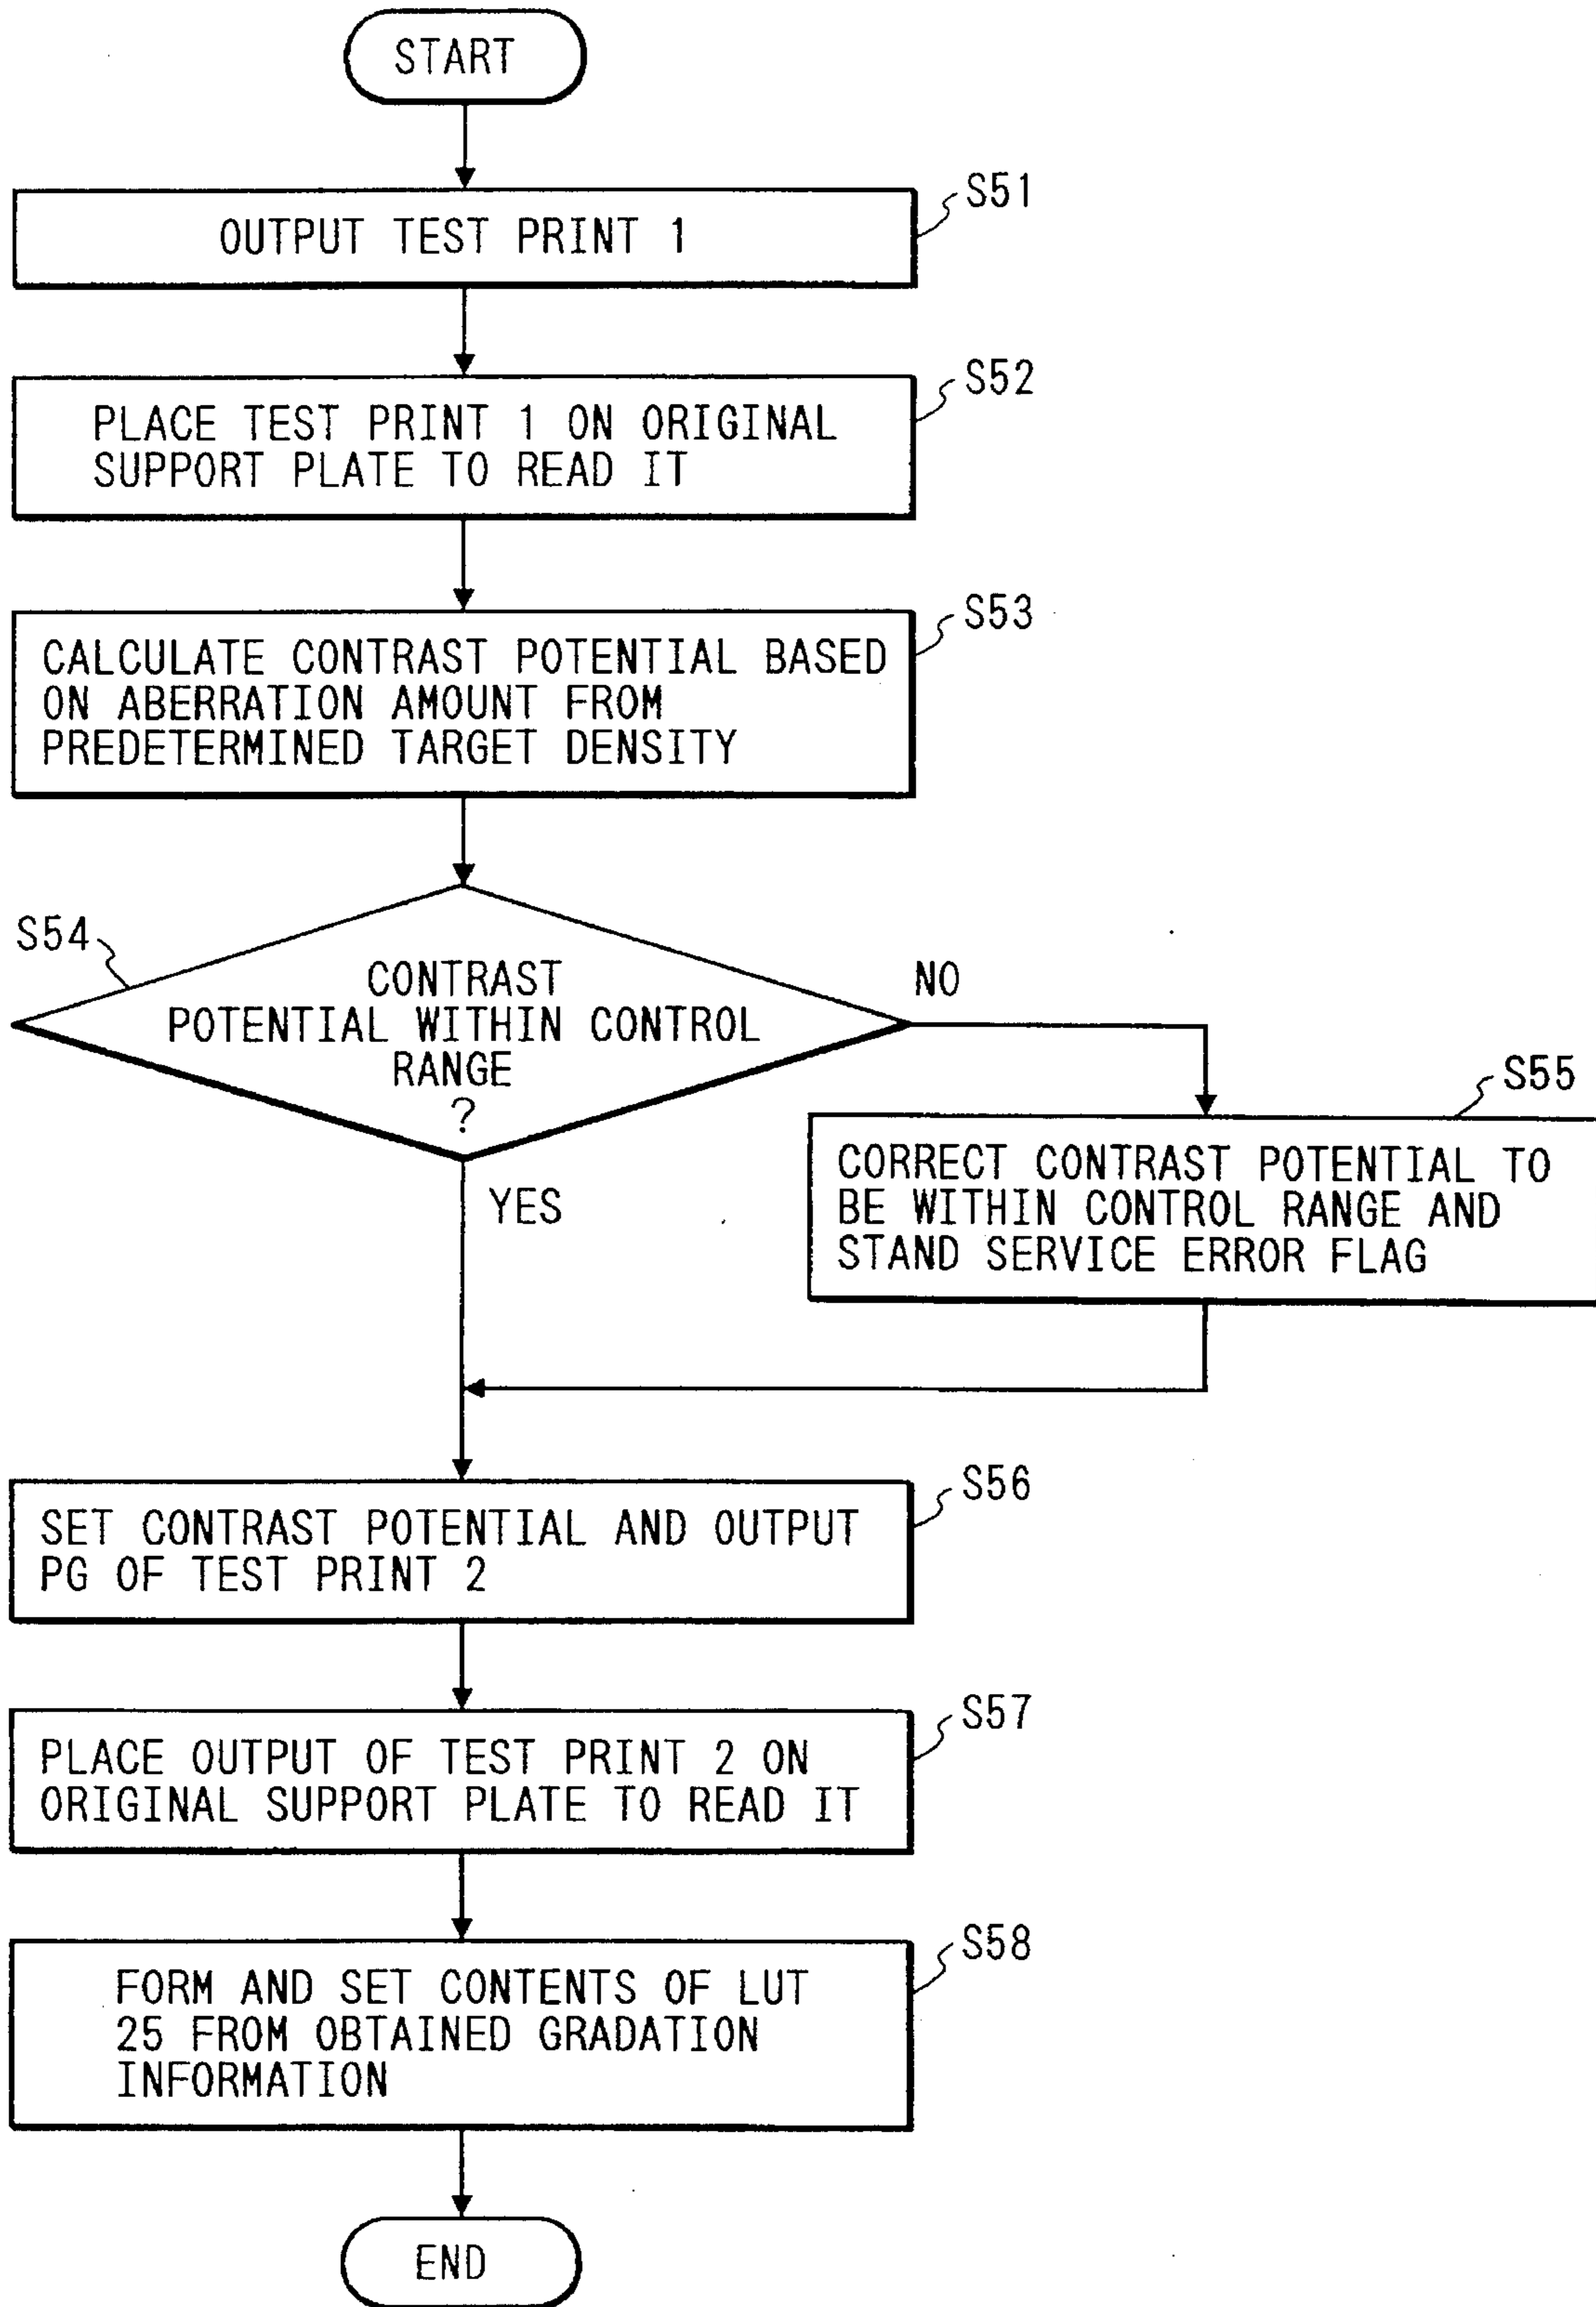 START
S51
OUTPUT TEST PRINT 1
S52
PLACE TEST PRINT 1 ON ORIGINAL
SUPPORT PLATE TO READ IT
S53
CALCULATE CONTRAST POTENTIAL BASED
ON ABERRATION AMOUNT FROM
PREDETERMINED TARGET DENSITY
S54
CONTRAST
POTENTIAL WITHIN CONTROL
RANGE
?
NO
YES
S55
CORRECT CONTRAST POTENTIAL TO
BE WITHIN CONTROL RANGE AND
STAND SERVICE ERROR FLAG
S56
SET CONTRAST POTENTIAL AND OUTPUT
PG OF TEST PRINT 2
S57
PLACE OUTPUT OF TEST PRINT 2 ON
ORIGINAL SUPPORT PLATE TO READ IT
S58
FORM AND SET CONTENTS OF LUT
25 FROM OBTAINED GRADATION
INFORMATION
END